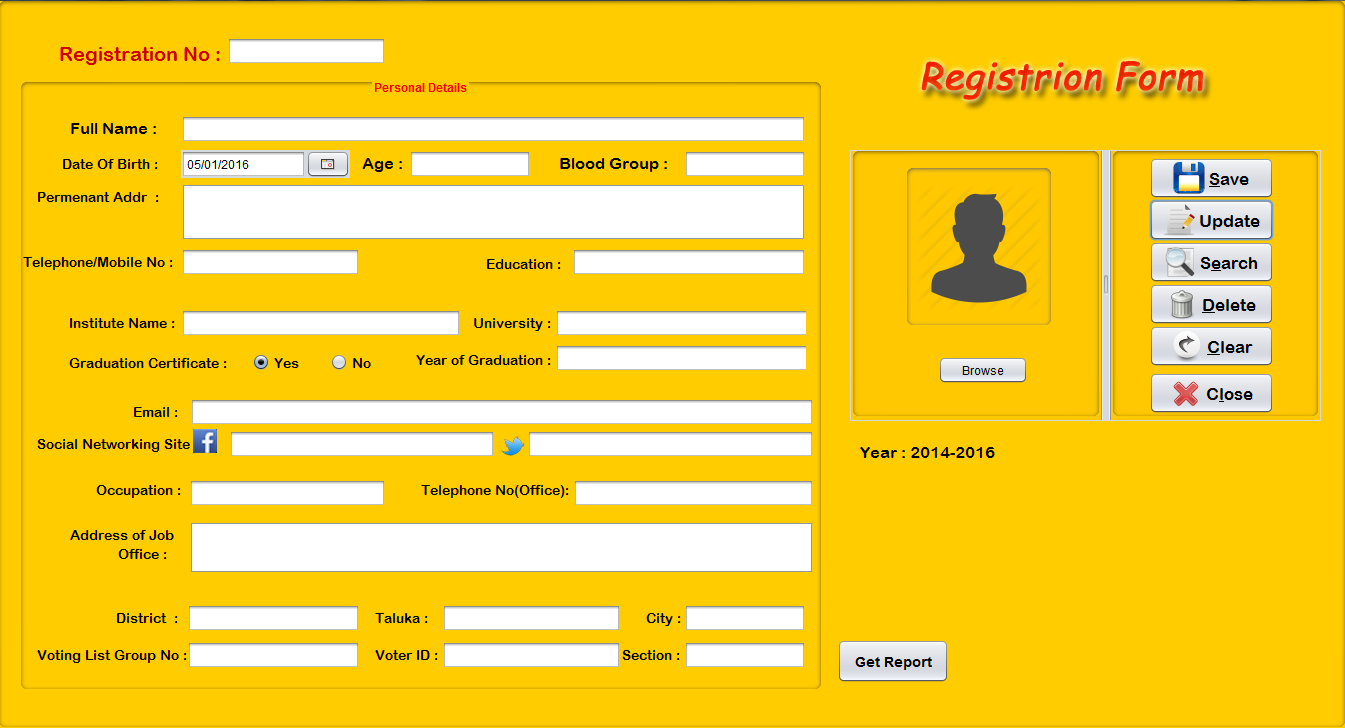 Registration No :
Registrion Form
Personal Details
Full Name :
Date Of Birth : 05/01/2016 Age : Blood Group :
Permenant Addr :
Telephone/Mobile No : Education :
Institute Name : University :
Graduation Certificate : Yes No Year of Graduation :
Email :
Social Networking Site f
Occupation : Telephone No(Office):
Address of Job
Office :
District : Taluka : City :
Voting List Group No : Voter ID : Section :
Browse
Save
Update
Search
Delete
Clear
Close
Year : 2014-2016
Get Report